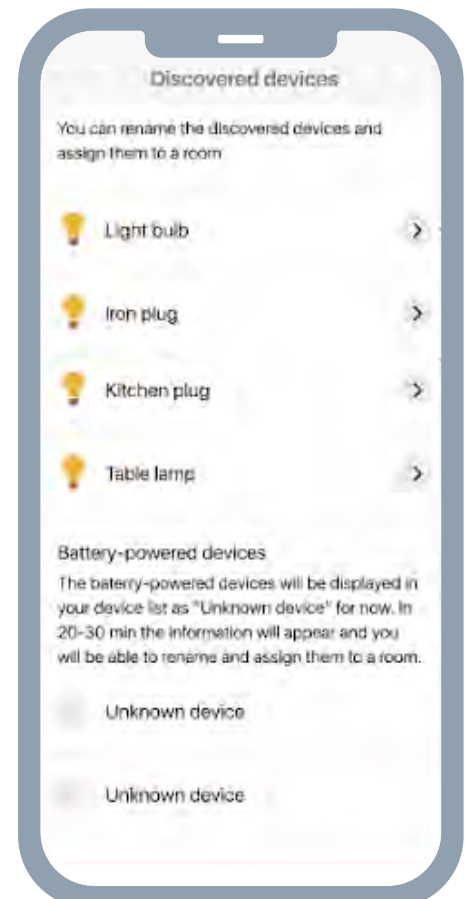 Discovered devices
You can rename the discovered devices and
assign them to a room
Light bulb
Iron plug
Kitchen plug
Table lamp
Battery-powered devices
The baterry-powered devices will be displayed in
your device list as "Unknown device" for now. In
20-30 min the information will appear and you
will be able to rename and assign them to a room.
Unknown device
Unknown device